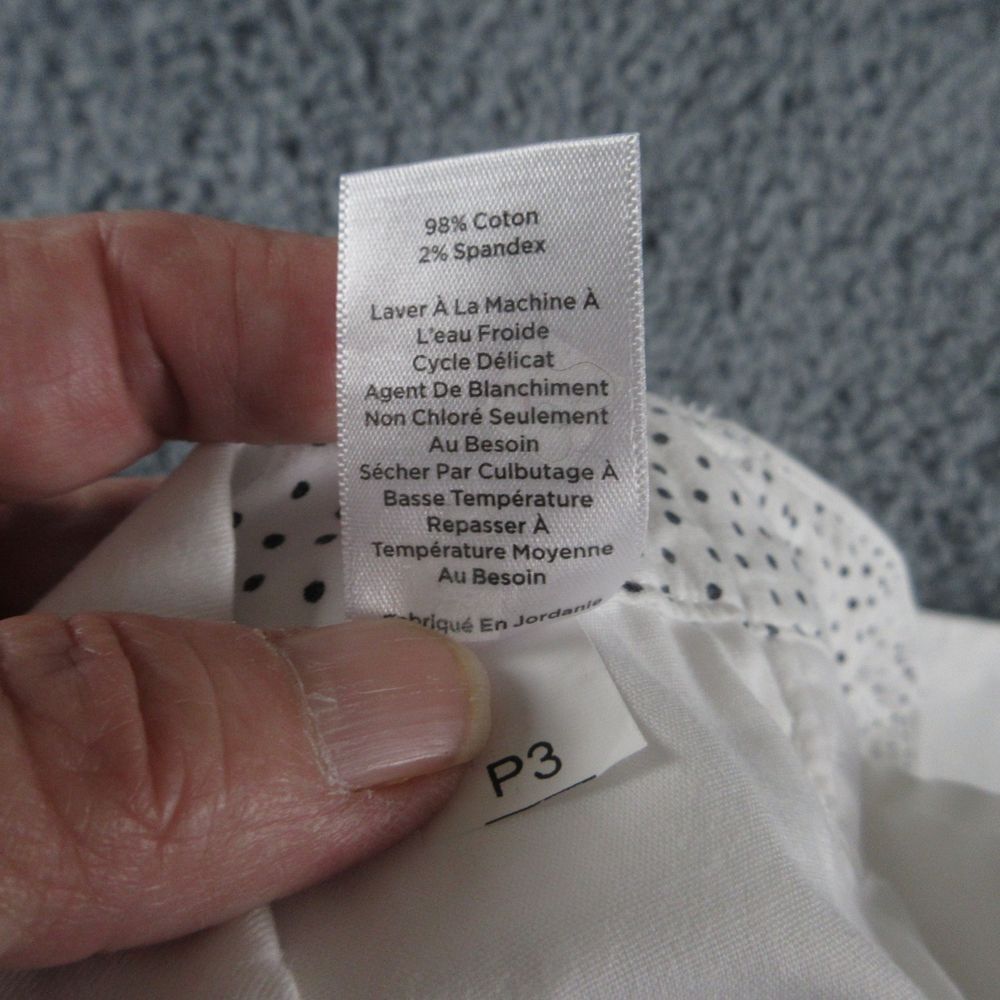 98% Coton
2% Spandex
Laver À La Machine À
L'eau Froide
Cycle Délicat
Agent De Blanchiment
Non Chloré Seulement
Au Besoin
Sécher Par Culbutage À
Basse Température
Repasser À
Température Moyenne
Au Besoin
Fabriqué En Jordanie
P3